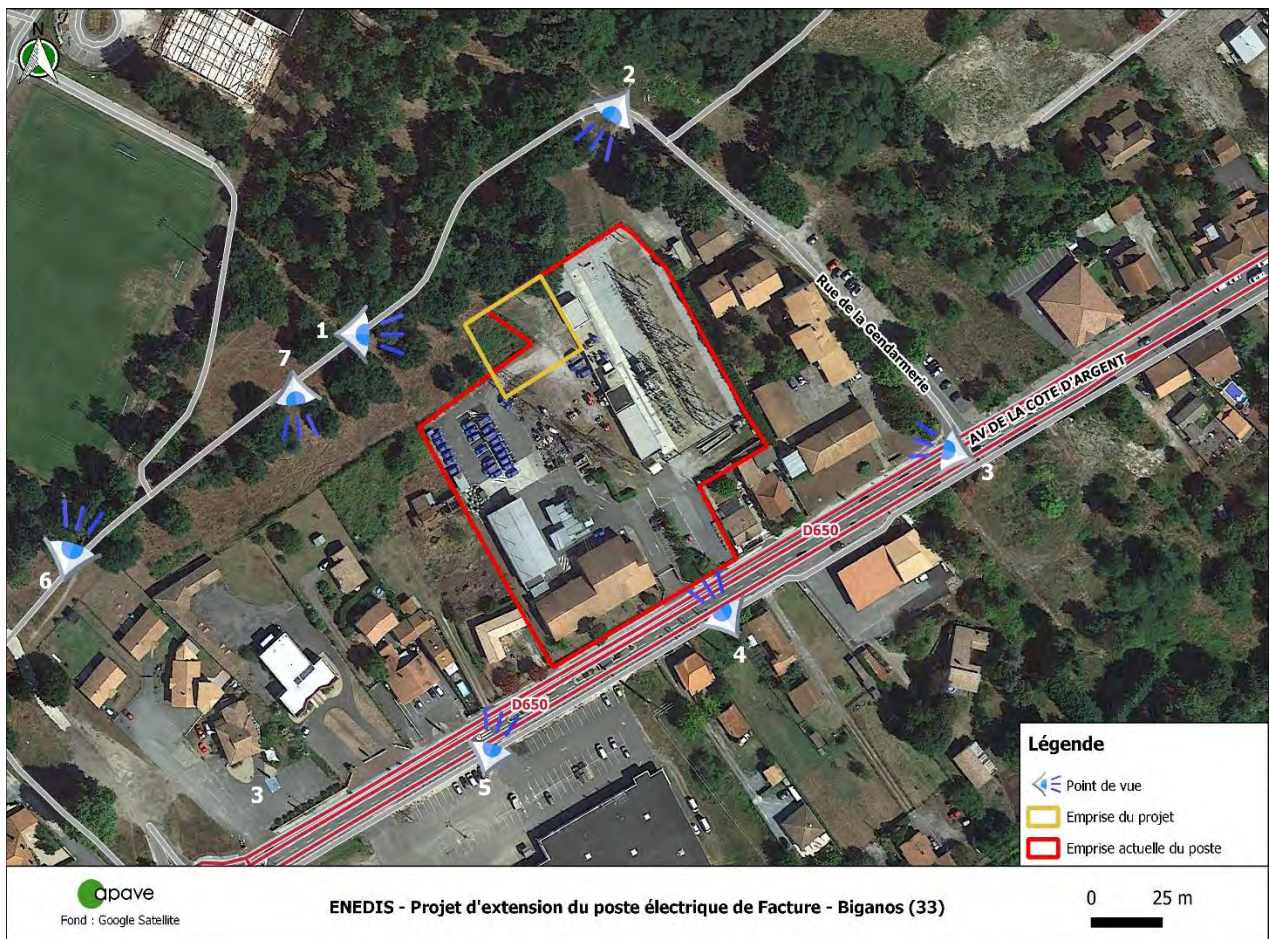 N
2
1
7
Rue de la Gendarmerie
AV DE LA COTE D'ARGENT
3
D650
6
4
D650
5
3
Légende
Point de vue
Emprise du projet
Emprise actuelle du poste
apave
Fond : Google Satellite
ENEDIS - Projet d'extension du poste électrique de Facture - Biganos (33)
0 25 m